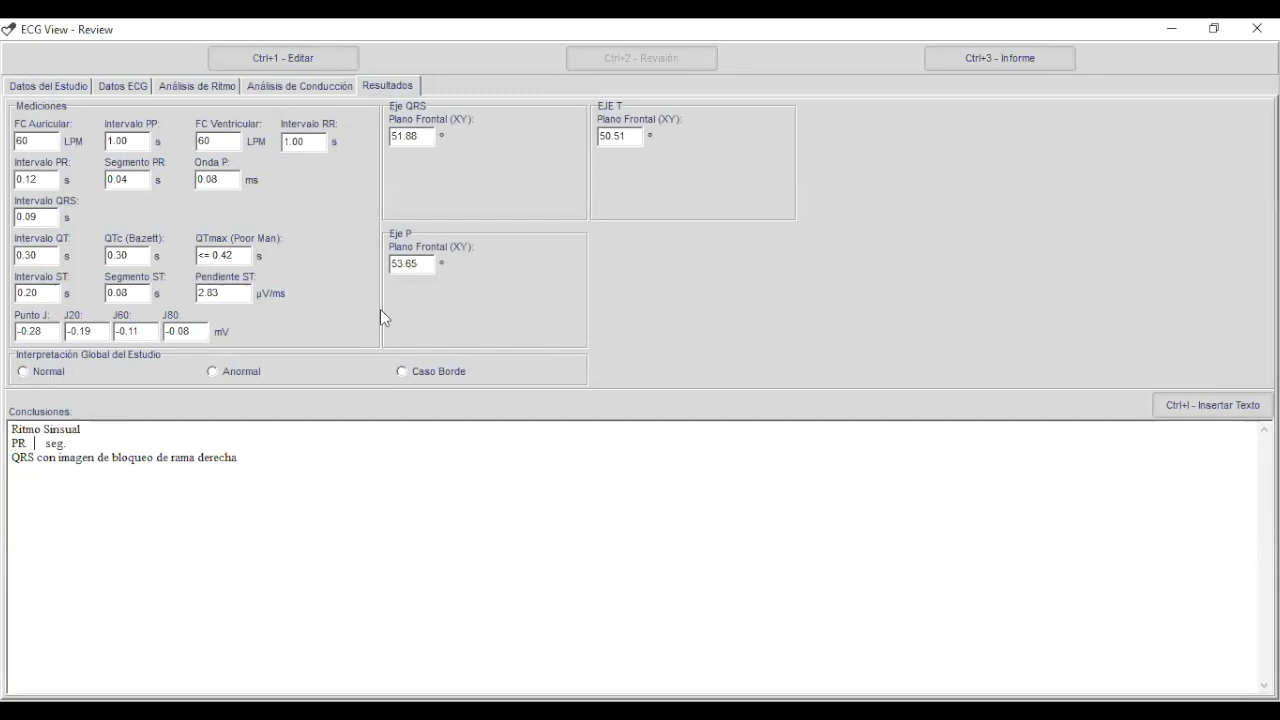 ECG View - Review
Ctrl+1 - Editar
Ctrl+2 - Revisión
Ctrl+3 - Informe
Datos del Estudio
Datos ECG
Análisis de Ritmo
Análisis de Conducción
Resultados
Mediciones
FC Auricular: Intervalo PP: FC Ventricular: Intervalo RR:
60 LPM 1.00 s 60 LPM 1.00 s
Intervalo PR: Segmento PR: Onda P:
0.12 s 0.04 s 0.08 ms
Intervalo QRS:
0.09 s
Intervalo QT: QTc (Bazett): QTmax (Poor Man):
0.30 s 0.30 s <= 0.42 s
Intervalo ST: Segmento ST: Pendiente ST:
0.20 s 0.08 s 2.83 µV/ms
Punto J: J20: J60: J80:
-0.28 -0.19 -0.11 -0.08 mV
Eje QRS
Plano Frontal (XY):
51.88 º
EJE T
Plano Frontal (XY):
50.51 º
Eje P
Plano Frontal (XY):
53.65 º
Interpretación Global del Estudio
Normal Anormal Caso Borde
Conclusiones:
Ctrl+I - Insertar Texto
Ritmo Sinsual
PR seg.
QRS con imagen de bloqueo de rama derecha